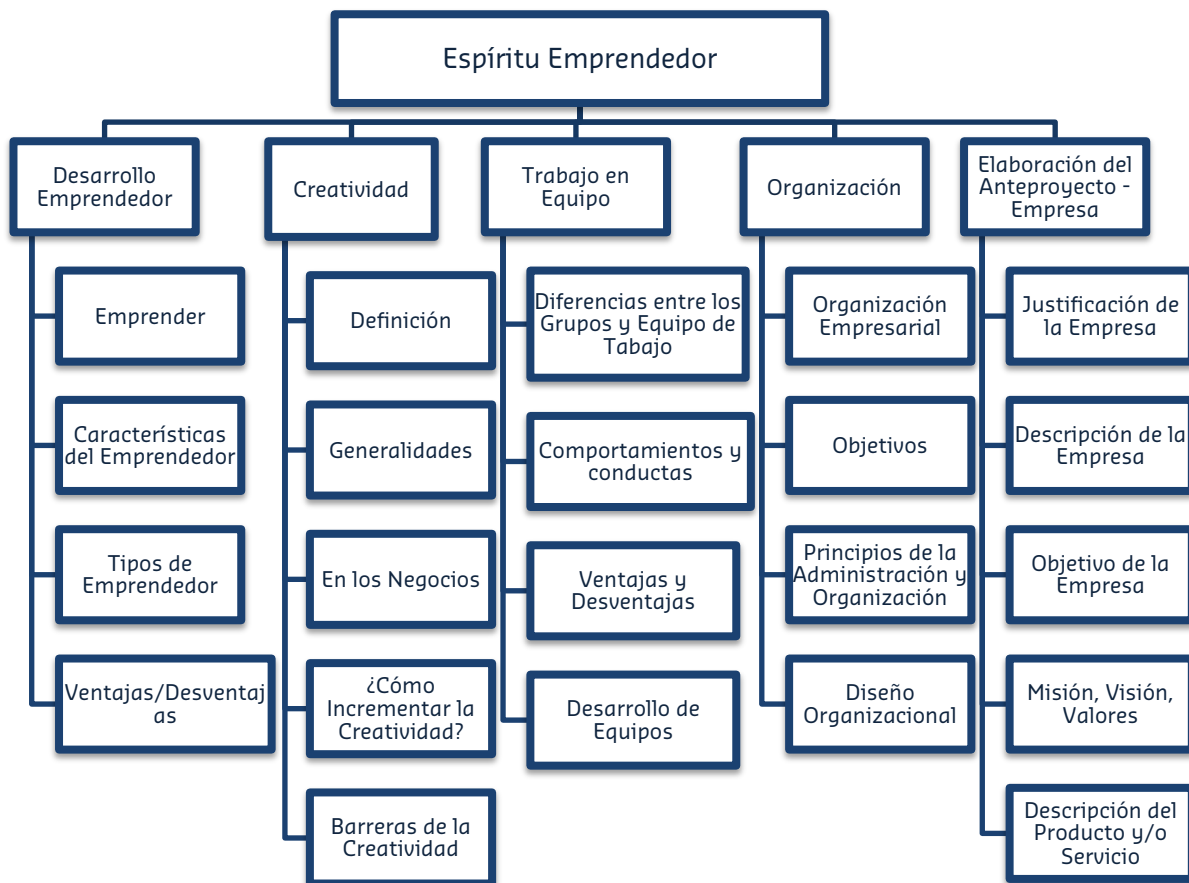 Espíritu Emprendedor
Desarrollo
Emprendedor
Emprender
Características
del Emprendedor
Tipos de
Emprendedor
Ventajas/Desventaj
as
Creatividad
Definición
Generalidades
En los Negocios
¿Cómo
Incrementar la
Creatividad?
Barreras de la
Creatividad
Trabajo en
Equipo
Diferencias entre los
Grupos y Equipo de
Tabajo
Comportamientos y
conductas
Ventajas y
Desventajas
Desarrollo de
Equipos
Organización
Organización
Empresarial
Objetivos
Principios de la
Administración y
Organización
Diseño
Organizacional
Elaboración del
Anteproyecto -
Empresa
Justificación de
la Empresa
Descripción de la
Empresa
Objetivo de la
Empresa
Misión, Visión,
Valores
Descripción del
Producto y/o
Servicio